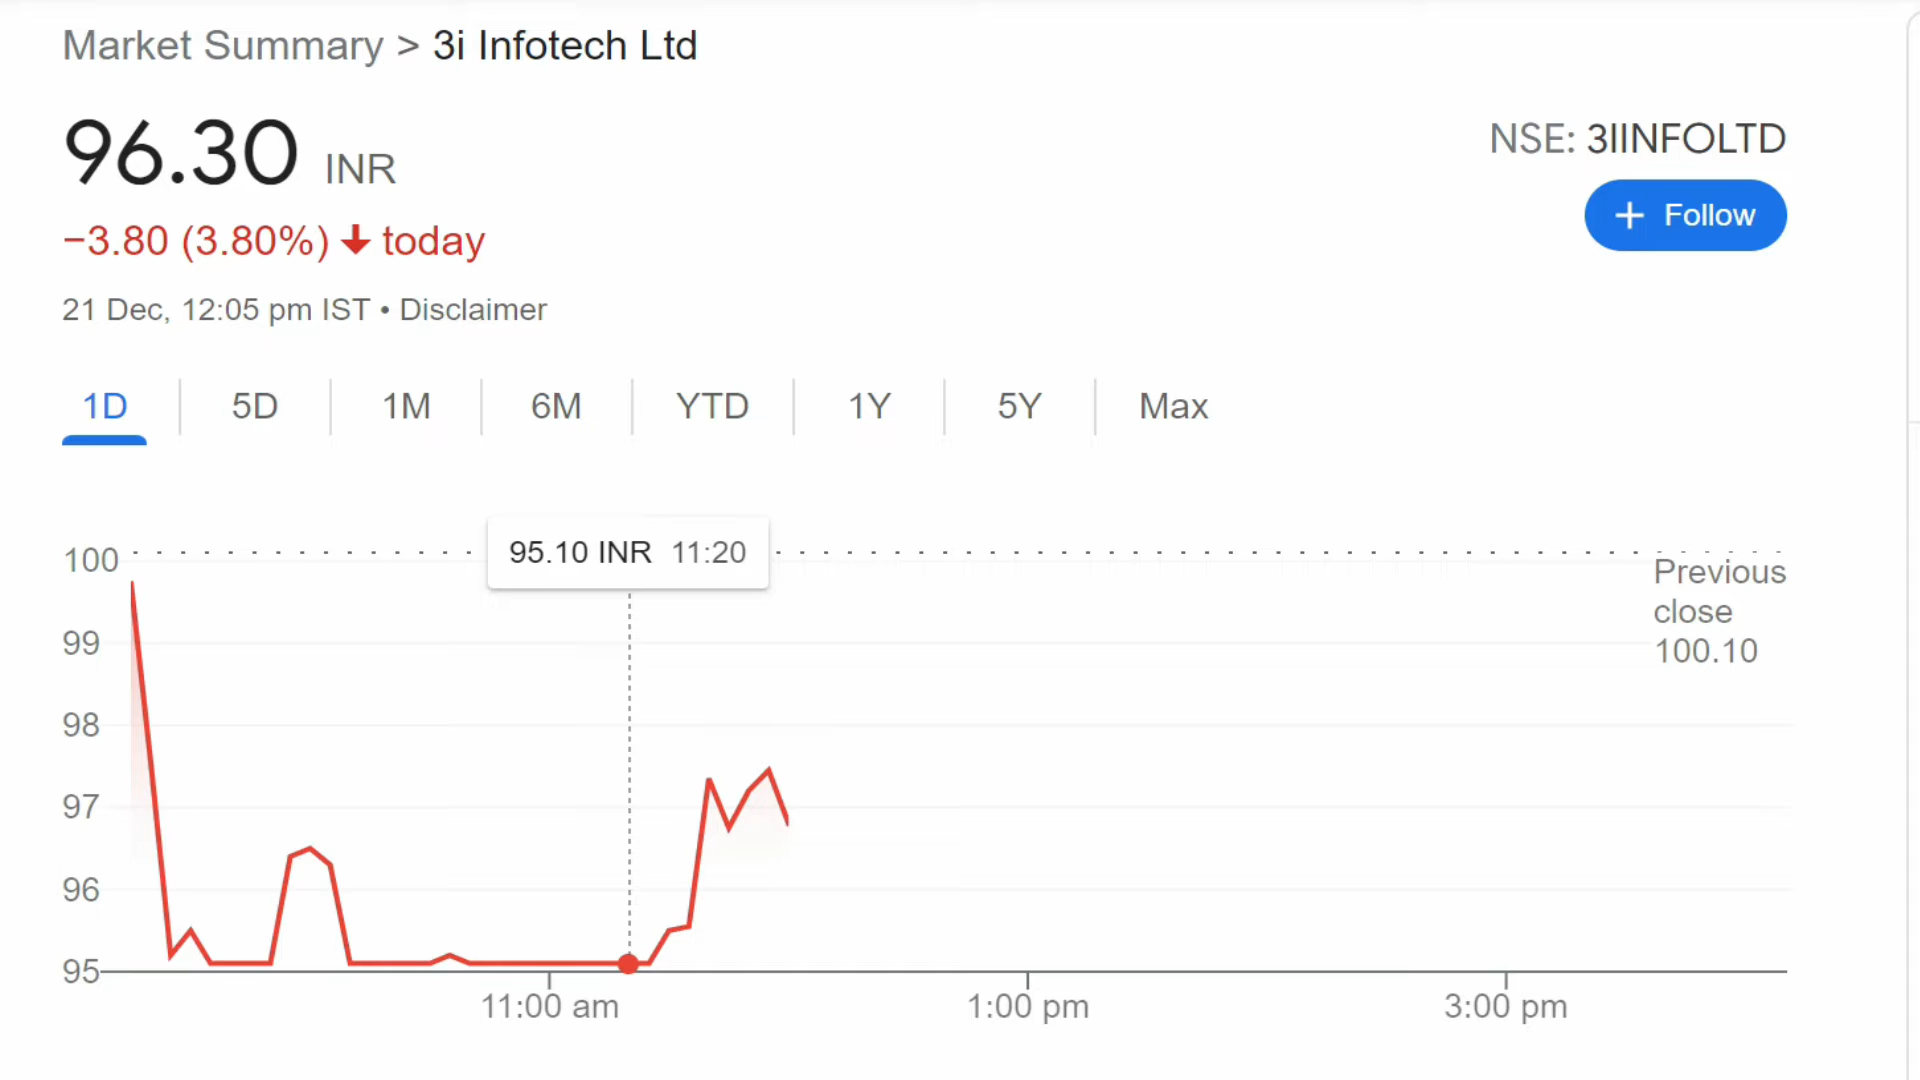 Market Summary > 3i Infotech Ltd
96.30 INR
NSE: 3IINFOLTD
−3.80 (3.80%) ↓ today
+ Follow
21 Dec, 12:05 pm IST • Disclaimer
1D 5D 1M 6M YTD 1Y 5Y Max
95.10 INR 11:20
100
Previous
close
100.10
99
98
97
96
95
11:00 am 1:00 pm 3:00 pm